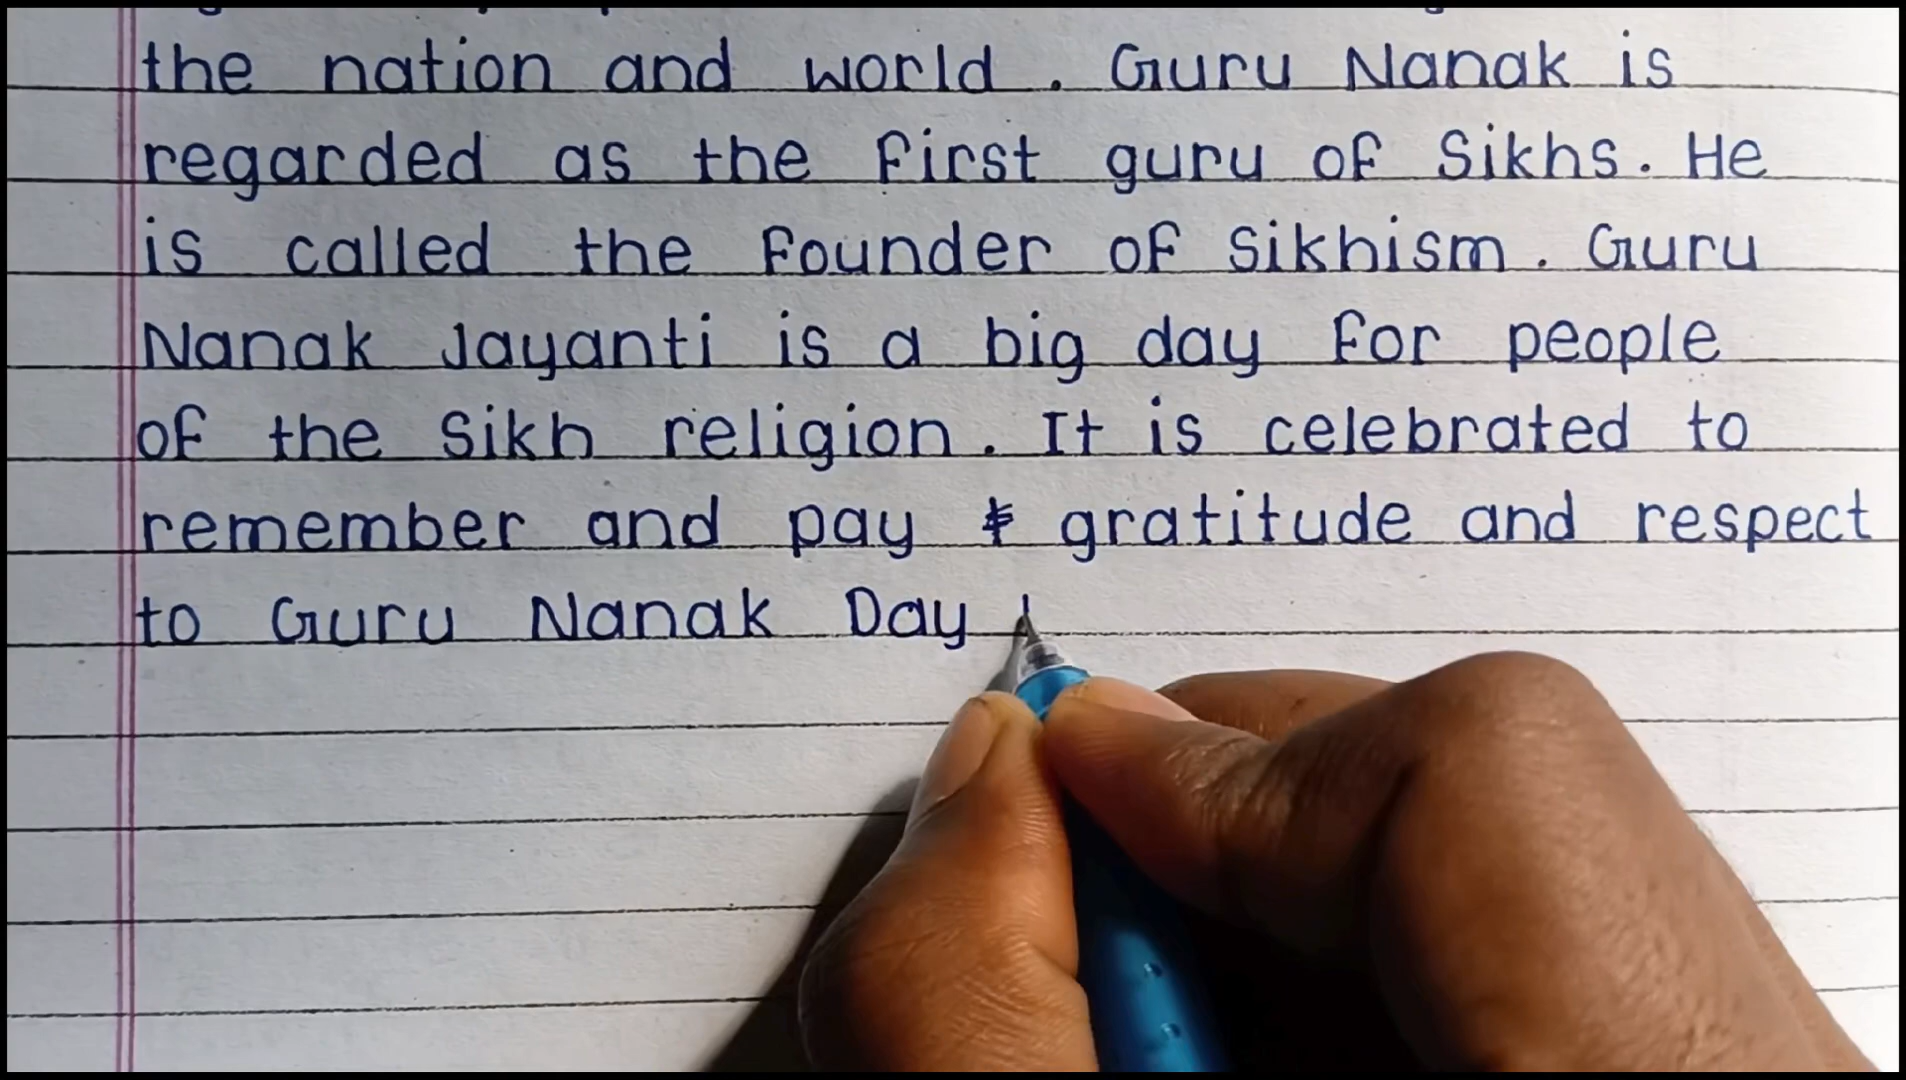 the nation and world . Guru Nanak is
regarded as the first guru of Sikhs. He
is called the founder of Sikhism. Guru
Nanak Jayanti is a big day for people
of the Sikh religion. It is celebrated to
remember and pay gratitude and respect
to Guru Nanak Day